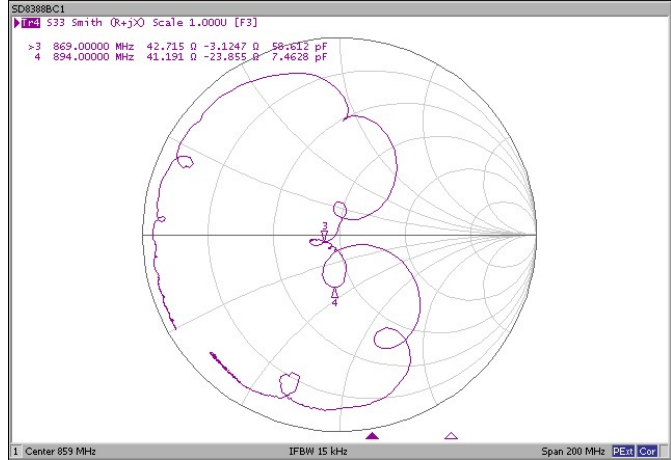 SD8388BC1
Tr4 S33 Smith (R+jX) Scale 1.000U [F3]
>3 869.00000 MHz 42.715 Ω -3.1247 Ω 58.612 pF
4 894.00000 MHz 41.191 Ω -23.855 Ω 7.4628 pF
3
4
1 Center 859 MHz IFBW 15 kHz Span 200 MHz PExt Cor